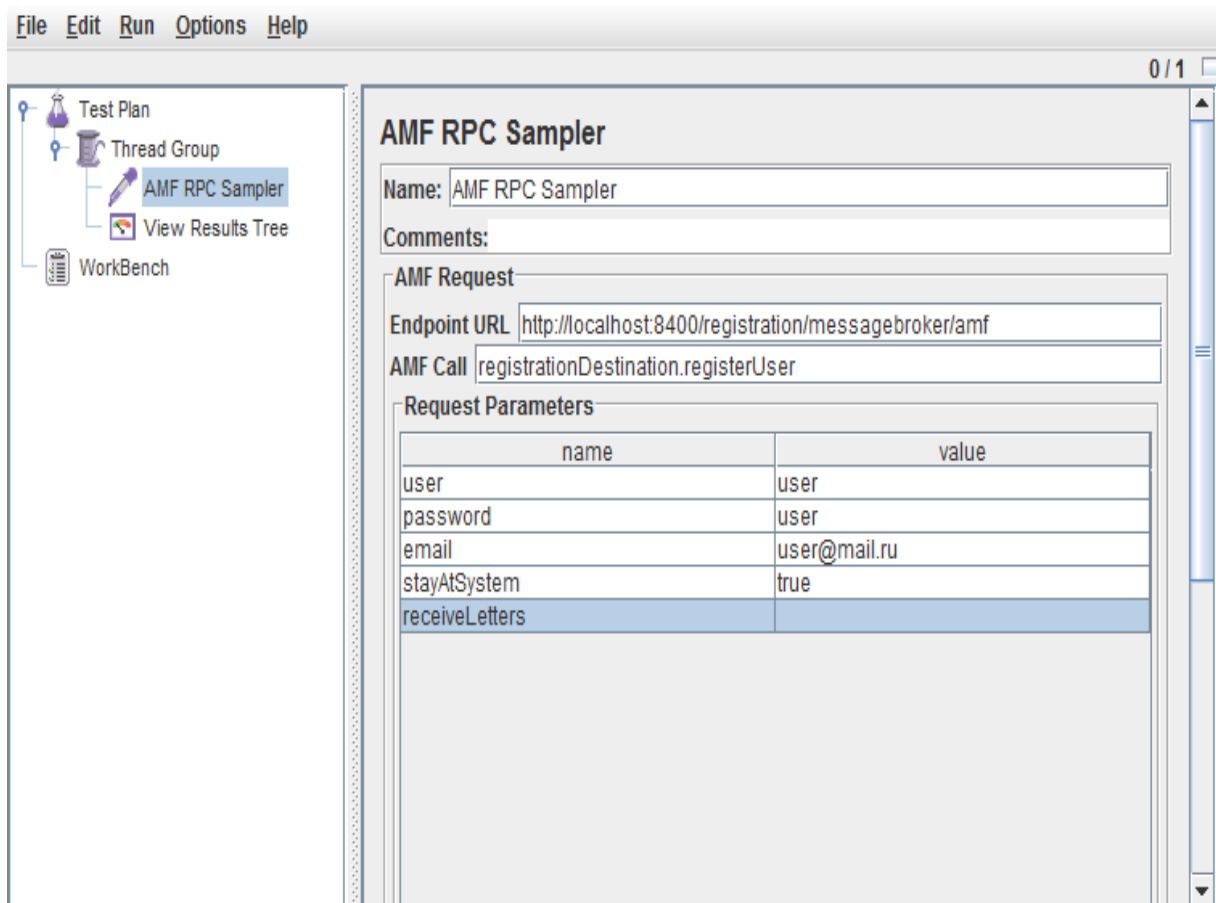 File Edit Run Options Help
0 / 1
Test Plan
Thread Group
AMF RPC Sampler
View Results Tree
WorkBench
AMF RPC Sampler
Name: AMF RPC Sampler
Comments:
AMF Request
Endpoint URL http://localhost:8400/registration/messagebroker/amf
AMF Call registrationDestination.registerUser
Request Parameters
name value
user user
password user
email user@mail.ru
stayAtSystem true
receiveLetters